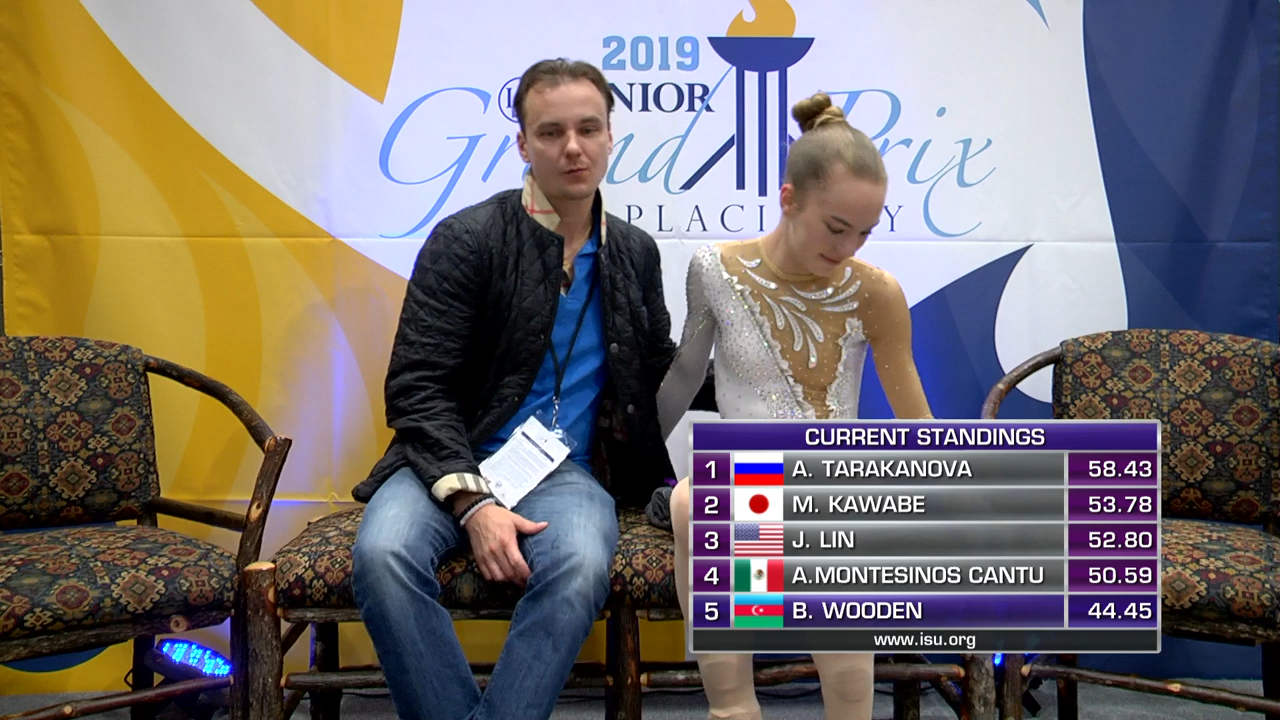 2019
NIOR
Grand Prix
PLACI Y
CURRENT STANDINGS
1 A. TARAKANOVA 58.43
2 M. KAWABE 53.78
3 J. LIN 52.80
4 A.MONTESINOS CANTU 50.59
5 B. WOODEN 44.45
www.isu.org